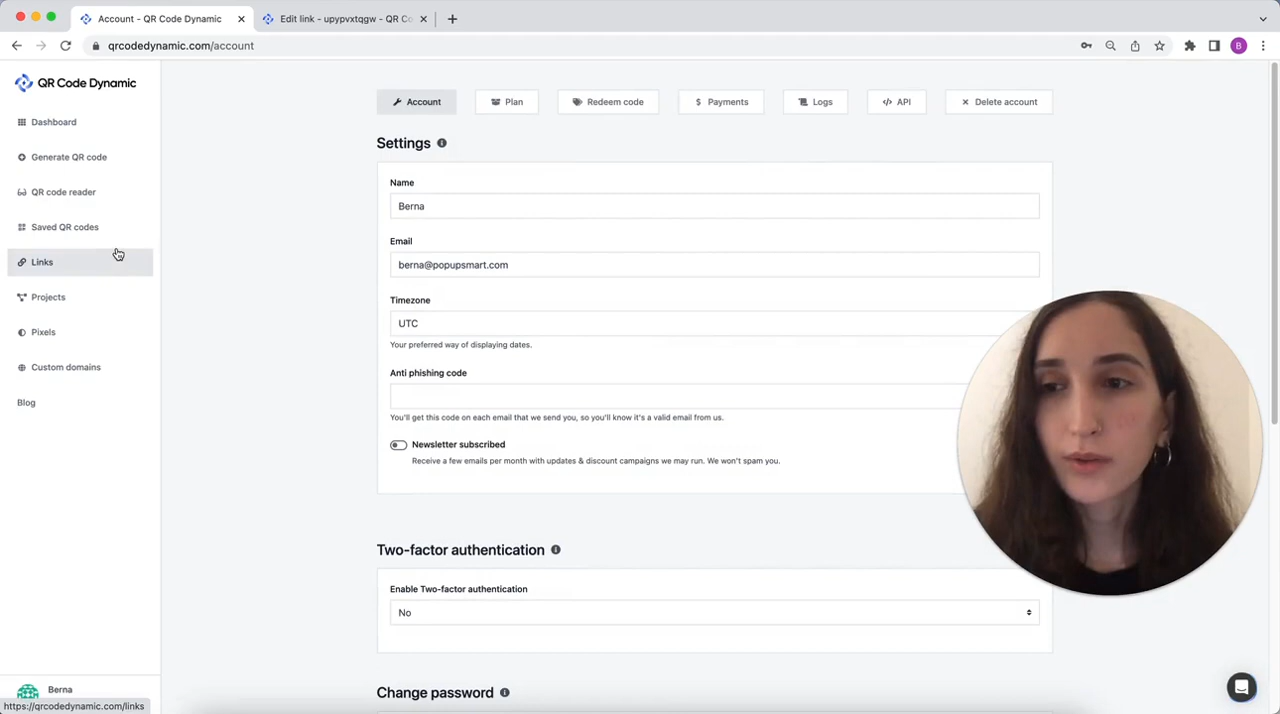 Account - QR Code Dynamic
Edit link - upypvxtqgw - QR Co
qrcodedynamic.com/account
B
QR Code Dynamic
Dashboard
Generate QR code
QR code reader
Saved QR codes
Links
Projects
Pixels
Custom domains
Blog
Berna
https://qrcodedynamic.com/links
Account
Plan
Redeem code
$ Payments
Logs
</> API
Delete account
Settings
Name
Berna
Email
berna@popupsmart.com
Timezone
UTC
Your preferred way of displaying dates.
Anti phishing code
You'll get this code on each email that we send you, so you'll know it's a valid email from us.
Newsletter subscribed
Receive a few emails per month with updates & discount campaigns we may run. We won't spam you.
Two-factor authentication
Enable Two-factor authentication
No
Change password